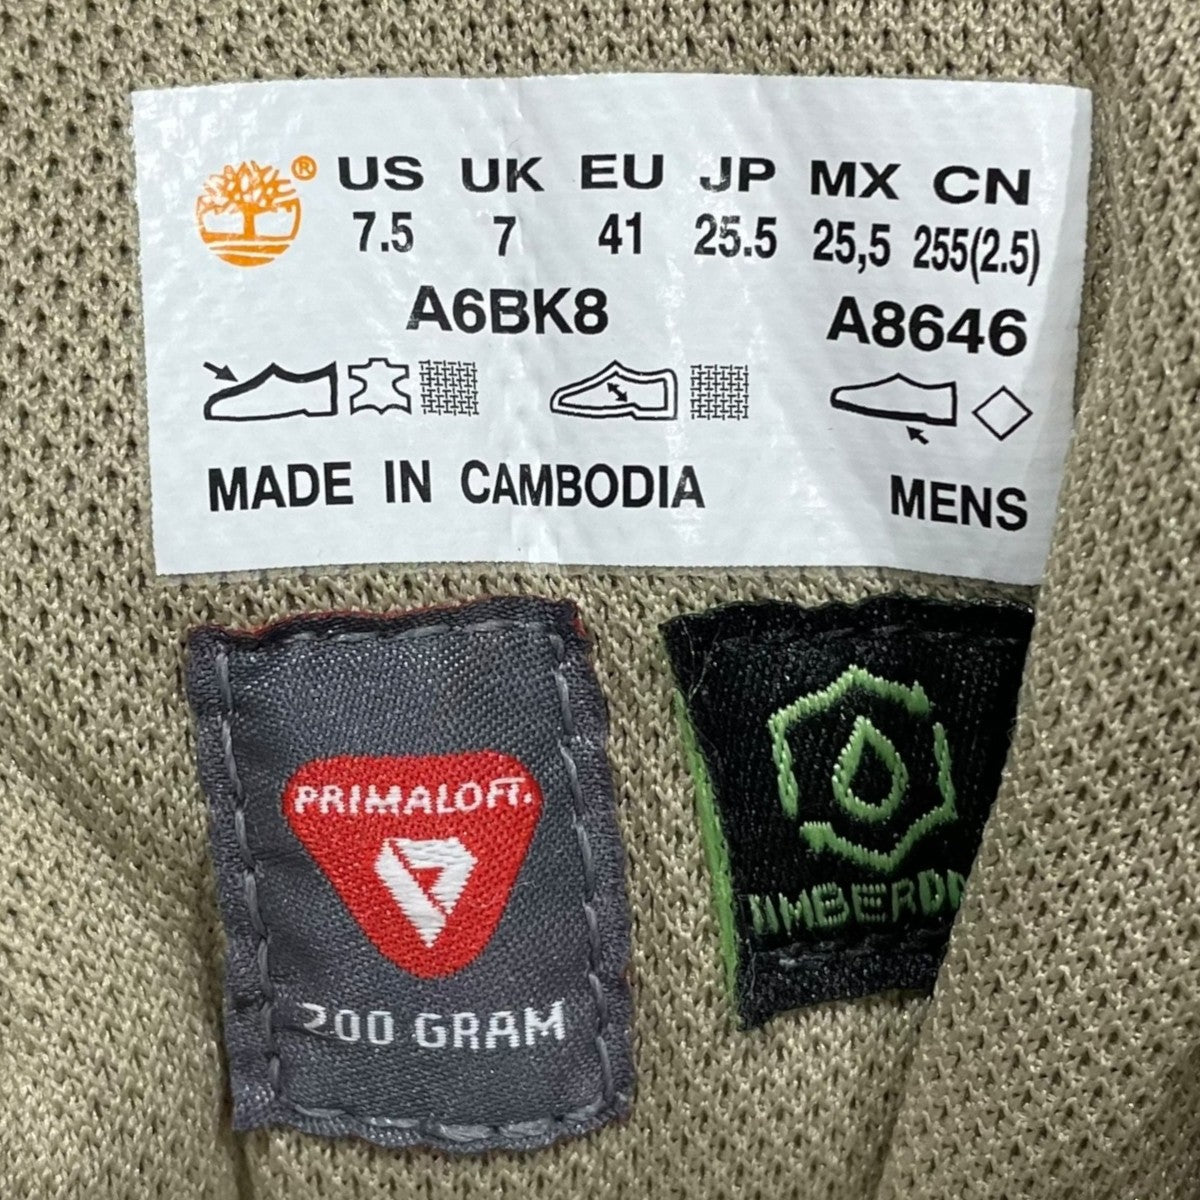 ® US UK EU JP MX CN
7.5 7 41 25.5 25,5 255(2.5)
A6BK8 A8646
MADE IN CAMBODIA MENS
PRIMALOFT.
200 GRAM